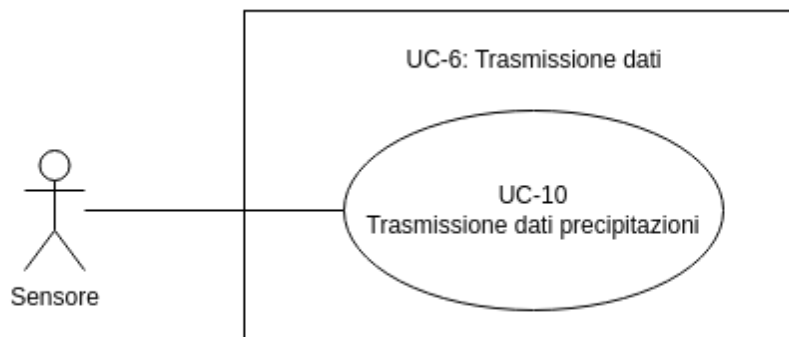 UC-6: Trasmissione dati
UC-10
Trasmissione dati precipitazioni
Sensore